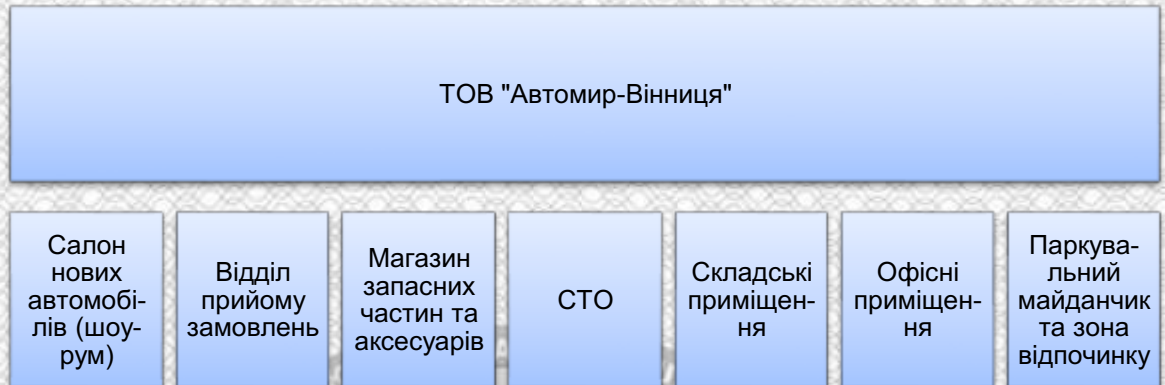 ТОВ "Автомир-Вінниця"
Салон
нових
автомобі-
лів (шоу-
рум)
Відділ
прийому
замовлень
Магазин
запасних
частин та
аксесуарів
СТО
Складські
приміщен-
ня
Офісні
приміщен-
ня
Паркува-
льний
майданчик
та зона
відпочинку